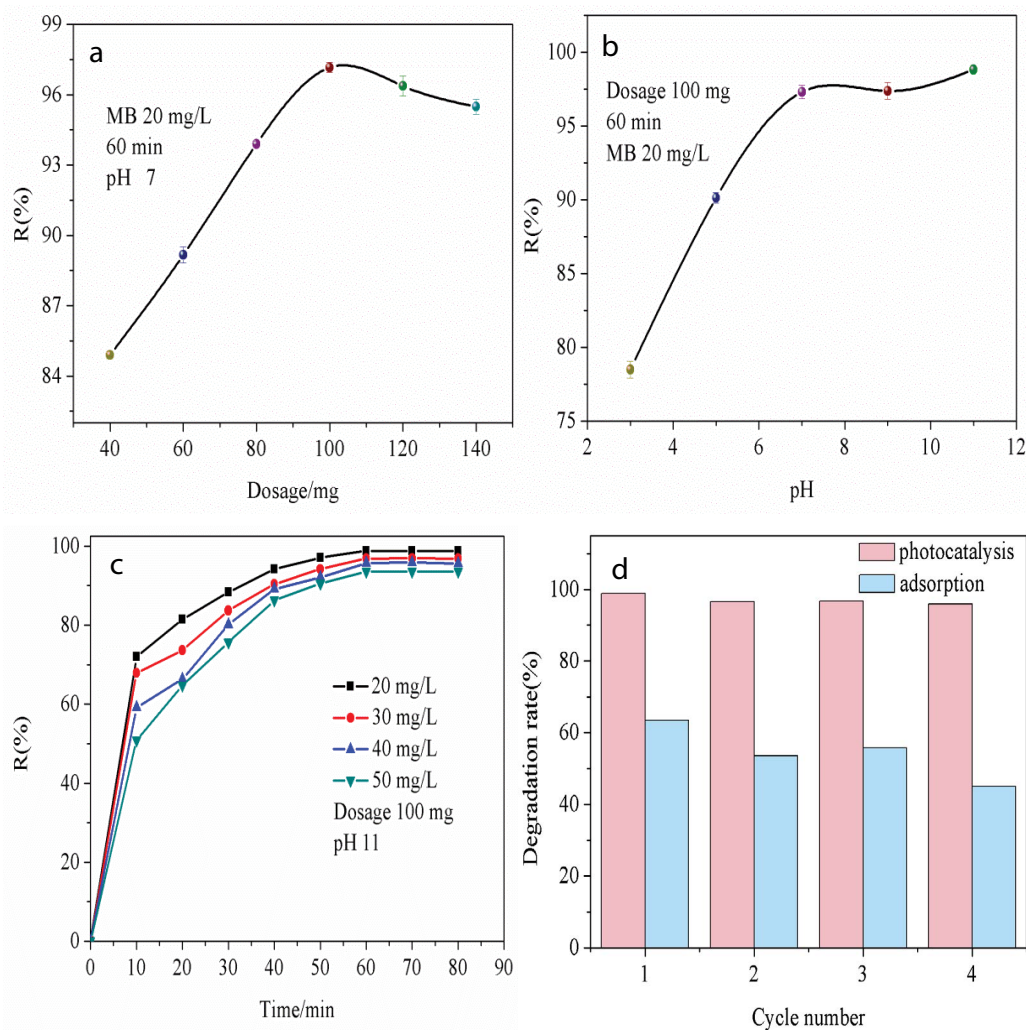 a
MB 20 mg/L
60 min
pH 7
R(%)
99
96
93
90
87
84
40 60 80 100 120 140
Dosage/mg
b
Dosage 100 mg
60 min
MB 20 mg/L
R(%)
100
95
90
85
80
75
2 4 6 8 10 12
pH
c
20 mg/L
30 mg/L
40 mg/L
50 mg/L
Dosage 100 mg
pH 11
R(%)
100
80
60
40
20
0
0 10 20 30 40 50 60 70 80 90
Time/min
d
photocatalysis
adsorption
Degradation rate(%)
100
80
60
40
20
0
1 2 3 4
Cycle number